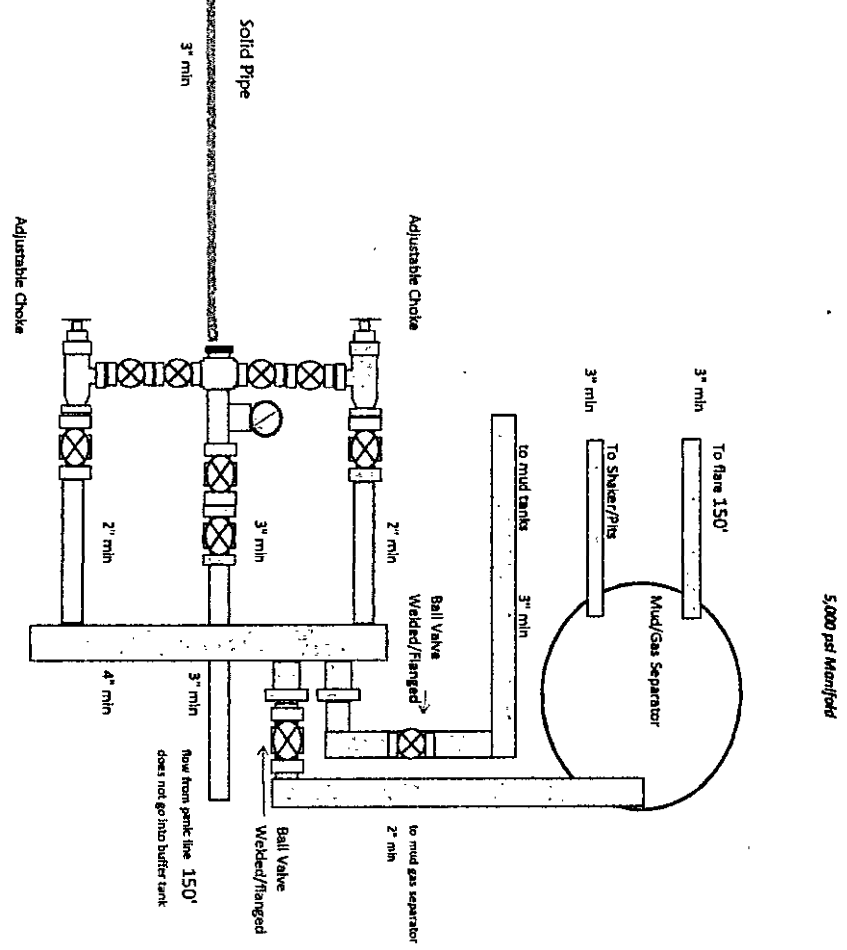 5,000 psi Manifold
To flare 150'
3" min
Mud/Gas Separator
To Shaker/Pits
3" min
to mud tanks
3" min
Ball Valve
Welded/Flanged
Adjustable Choke
to mud gas separator
2" min
2" min
Ball Valve
Welded/flanged
3" min
Solid Pipe
3" min
3" min
flow from panic line 150'
does not go into buffer tank
2" min
4" min
Adjustable Choke